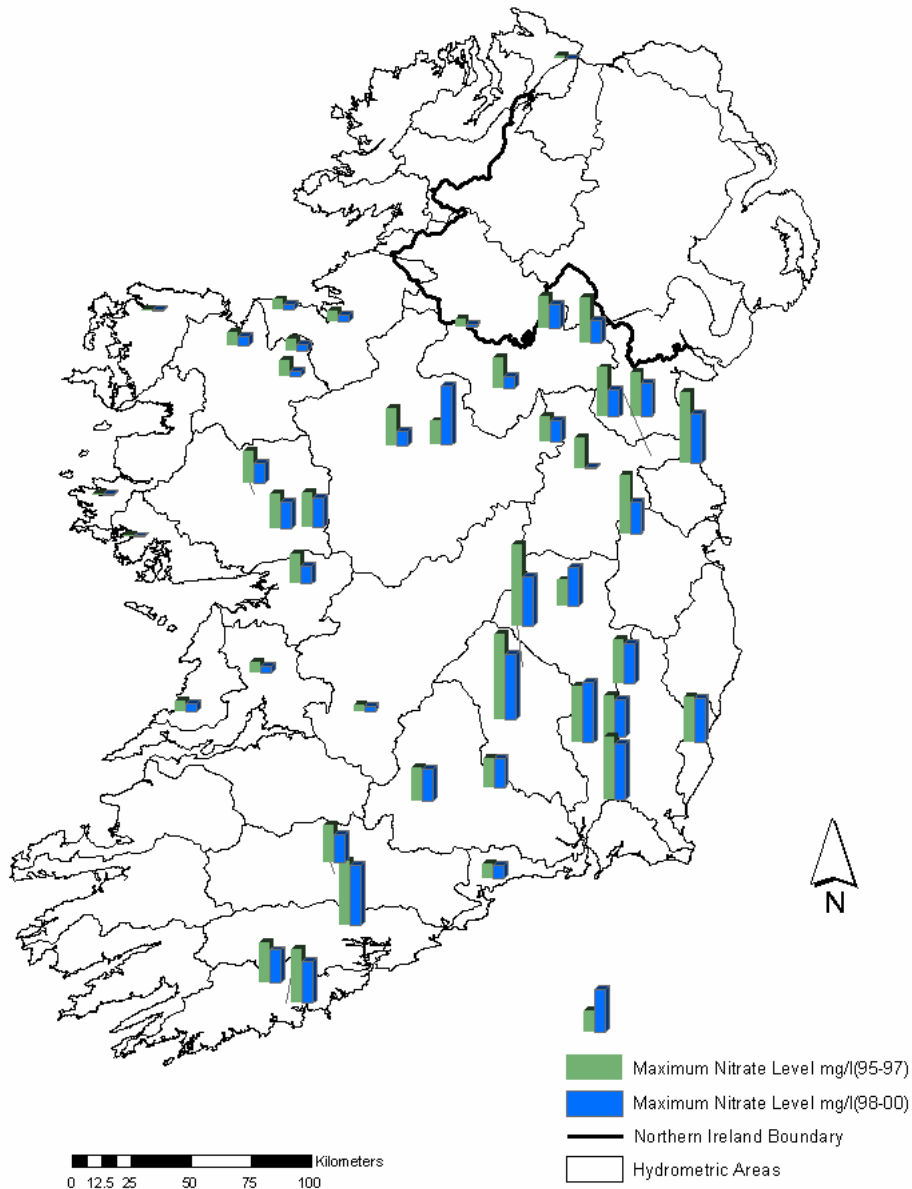 N
Maximum Nitrate Level mg/l(95-97)
Maximum Nitrate Level mg/l(98-00)
Northern Ireland Boundary
Hydrometric Areas
Kilometers
0 12.5 25 50 75 100